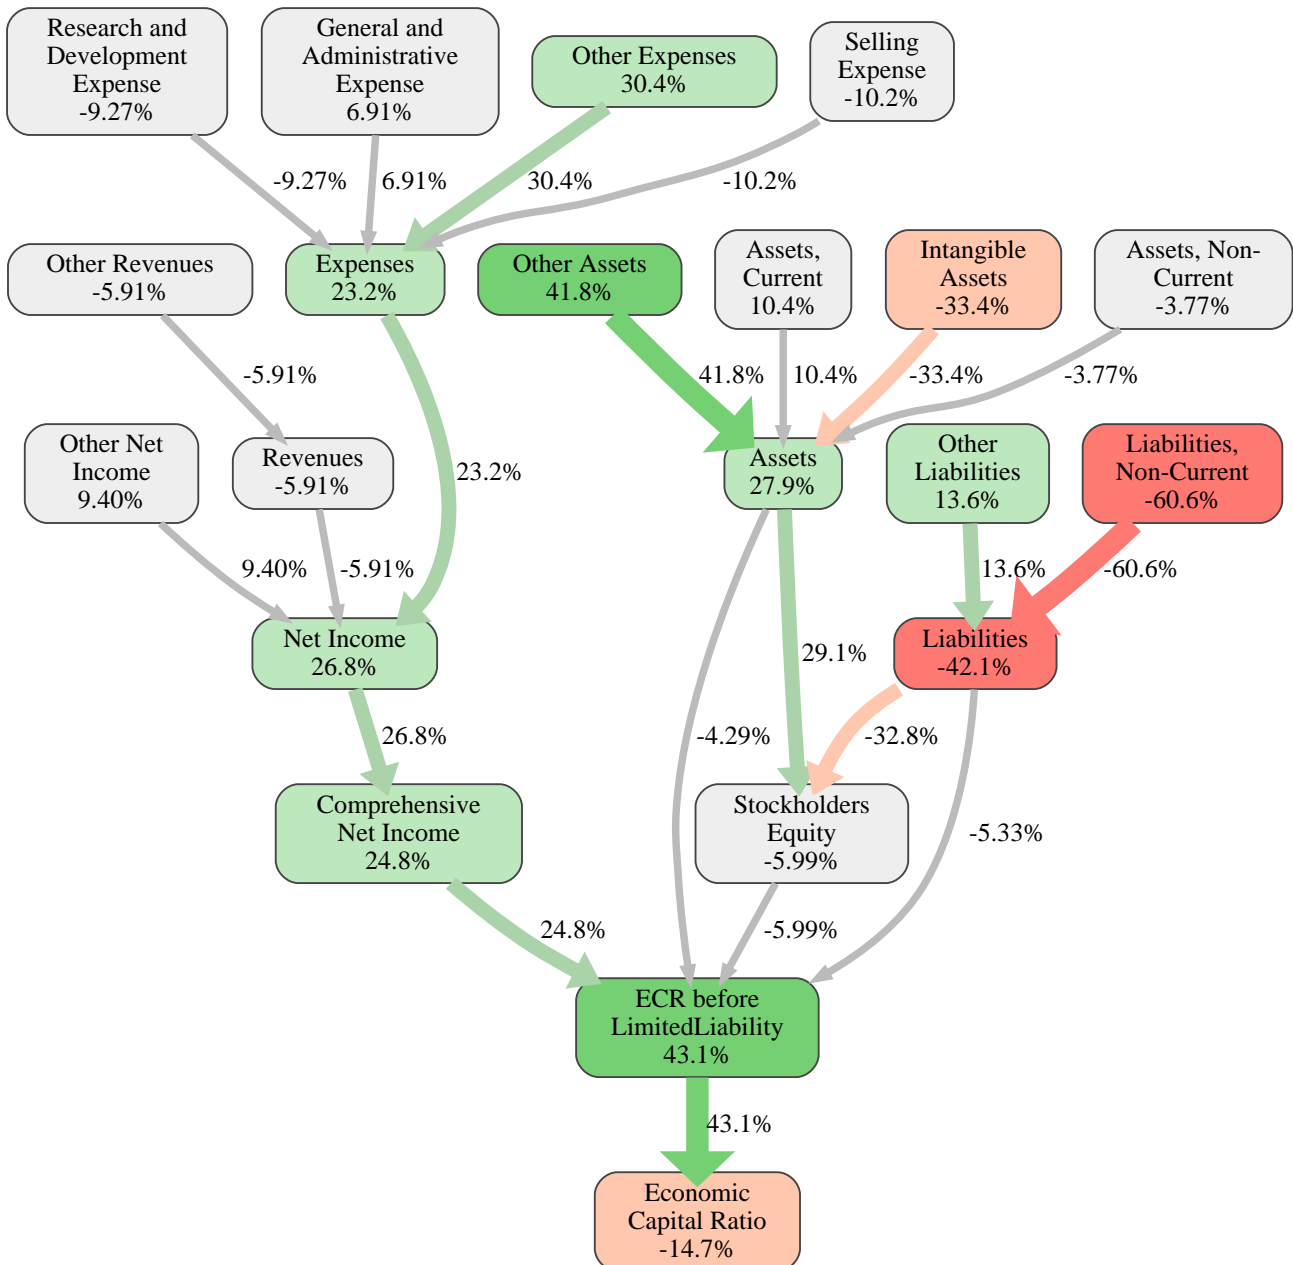 Research and
Development
Expense
-9.27%
General and
Administrative
Expense
6.91%
Other Expenses
30.4%
Selling
Expense
-10.2%
-9.27%
6.91%
30.4%
-10.2%
Other Revenues
-5.91%
Expenses
23.2%
Other Assets
41.8%
Assets,
Current
10.4%
Intangible
Assets
-33.4%
Assets, Non-
Current
-3.77%
-5.91%
41.8%
10.4%
-33.4%
-3.77%
Other Net
Income
9.40%
Revenues
-5.91%
23.2%
Assets
27.9%
Other
Liabilities
13.6%
Liabilities,
Non-Current
-60.6%
9.40%
-5.91%
13.6%
-60.6%
Net Income
26.8%
29.1%
Liabilities
-42.1%
26.8%
-4.29%
-32.8%
Comprehensive
Net Income
24.8%
Stockholders
Equity
-5.99%
-5.33%
24.8%
-5.99%
ECR before
LimitedLiability
43.1%
43.1%
Economic
Capital Ratio
-14.7%